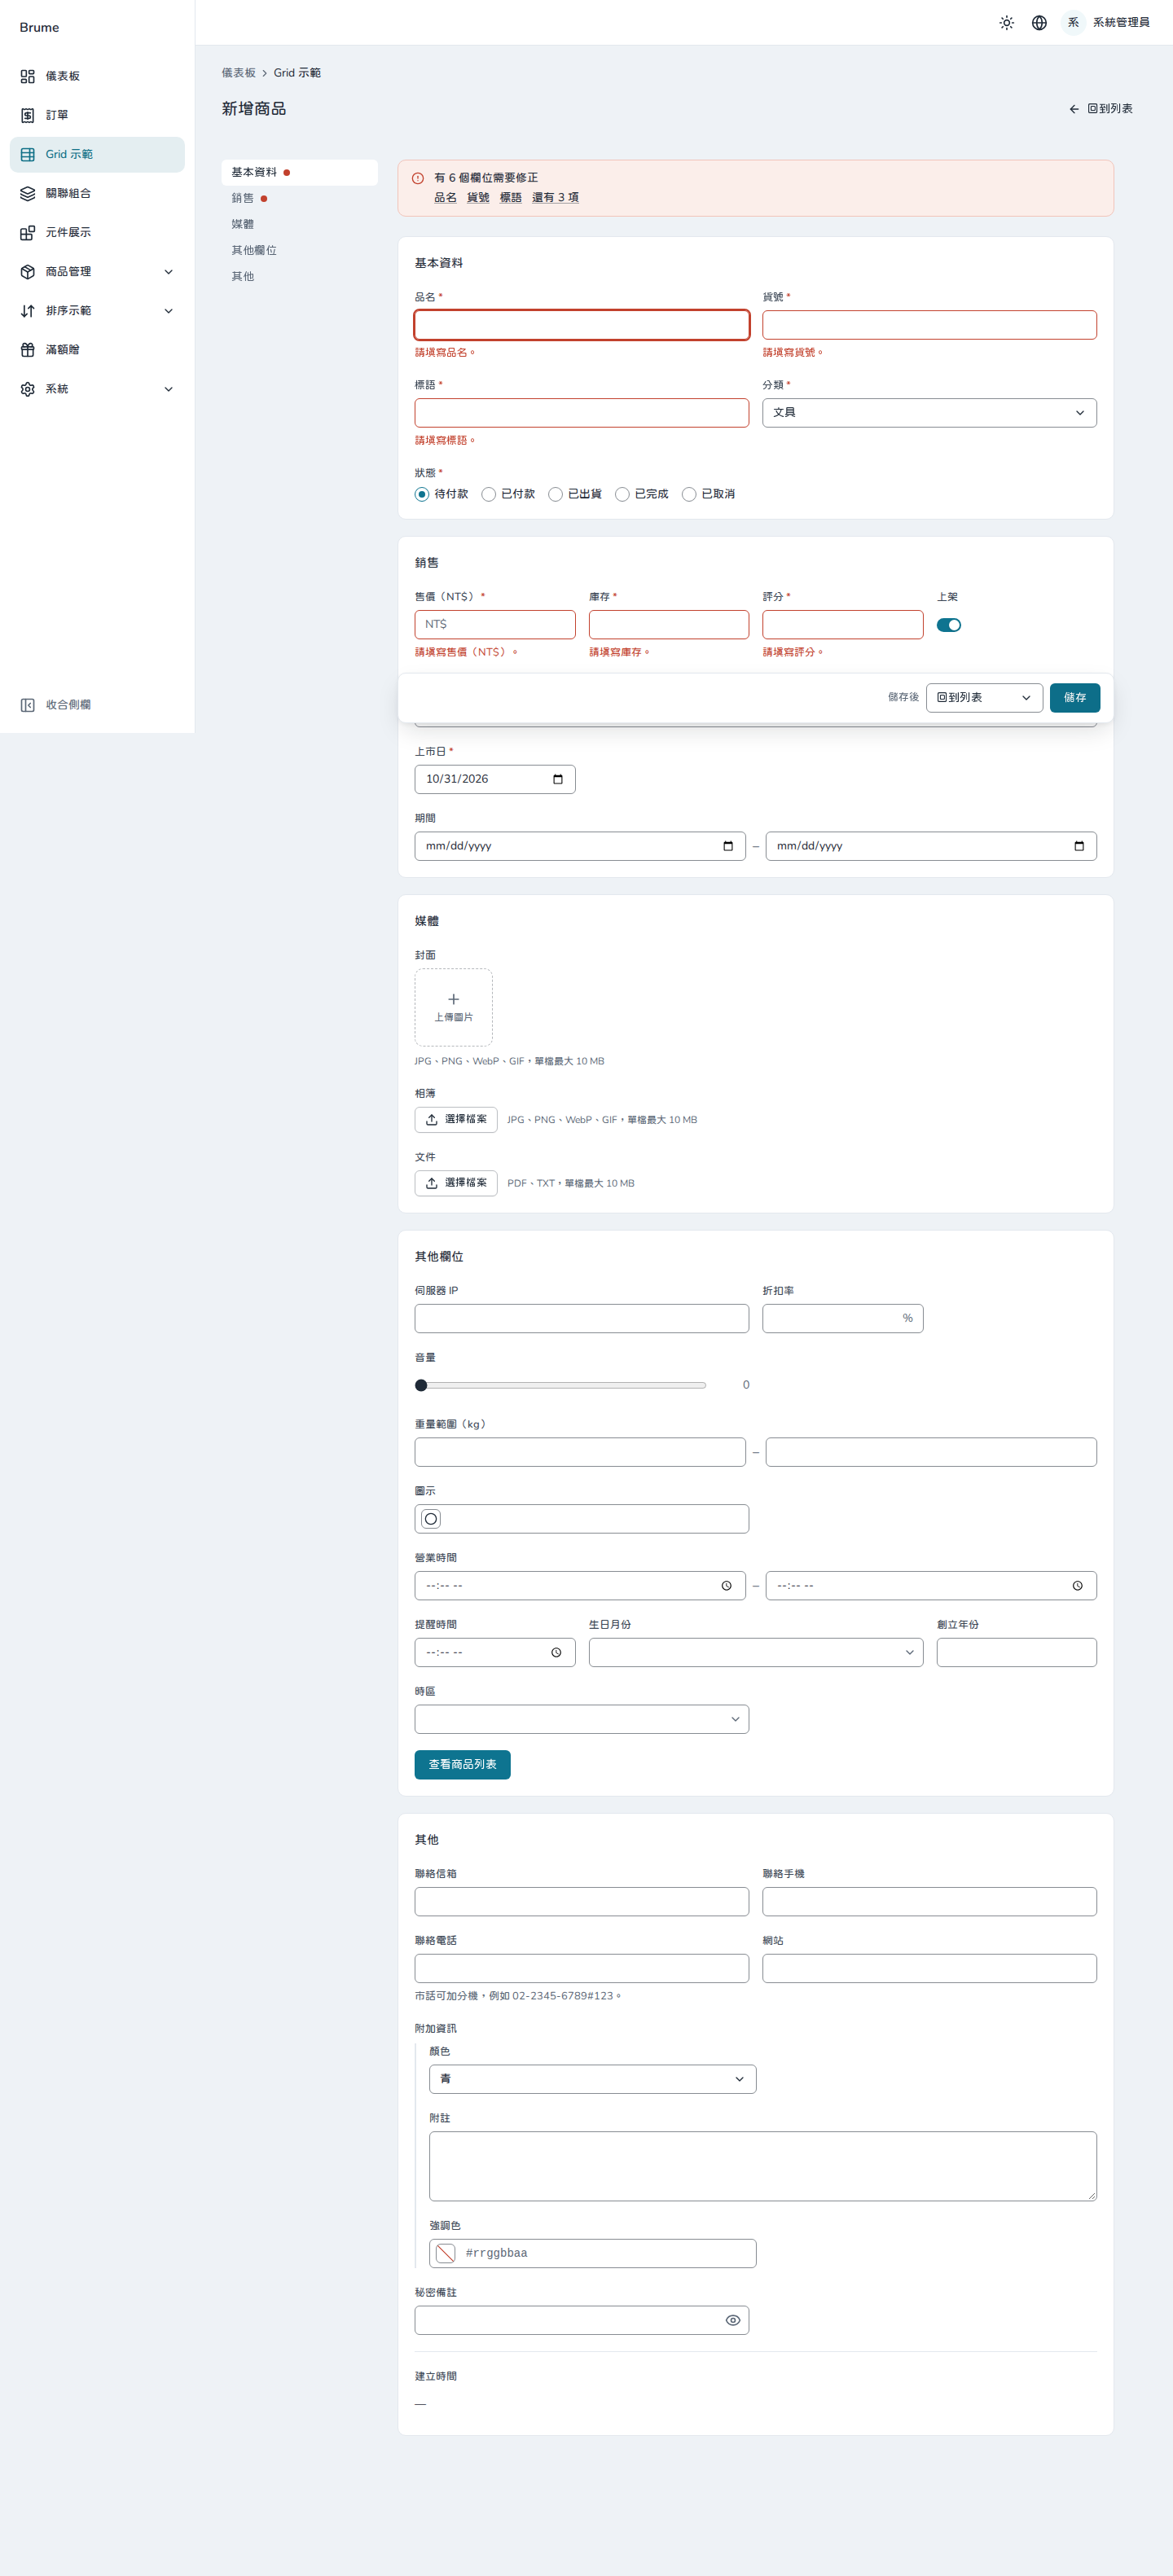 Brume
系 系統管理員
儀表板
訂單
Grid 示範
關聯組合
元件展示
商品管理
排序示範
滿額贈
系統
收合側欄
儀表板 > Grid 示範
新增商品
← 回到列表
基本資料
銷售
媒體
其他欄位
其他
有 6 個欄位需要修正
品名 貨號 標語 還有 3 項
基本資料
品名 * 貨號 *
請填寫品名。 請填寫貨號。
標語 * 分類 *
文具
請填寫標語。
狀態 *
待付款 已付款 已出貨 已完成 已取消
銷售
售價（NT$） * 庫存 * 評分 * 上架
NT$
請填寫售價（NT$）。 請填寫庫存。 請填寫評分。
儲存後 回到列表 儲存
上市日 *
10/31/2026
期間
mm/dd/yyyy – mm/dd/yyyy
媒體
封面
上傳圖片
JPG、PNG、WebP、GIF，單檔最大 10 MB
相簿
選擇檔案 JPG、PNG、WebP、GIF，單檔最大 10 MB
文件
選擇檔案 PDF、TXT，單檔最大 10 MB
其他欄位
伺服器 IP 折扣率
%
音量
0
重量範圍（kg）
–
圖示
營業時間
--:-- -- – --:-- --
提醒時間 生日月份 創立年份
--:-- --
時區
查看商品列表
其他
聯絡信箱 聯絡手機
聯絡電話 網站
市話可加分機，例如 02-2345-6789#123。
附加資訊
顏色
青
附註
強調色
#rrggbbaa
秘密備註
建立時間
—